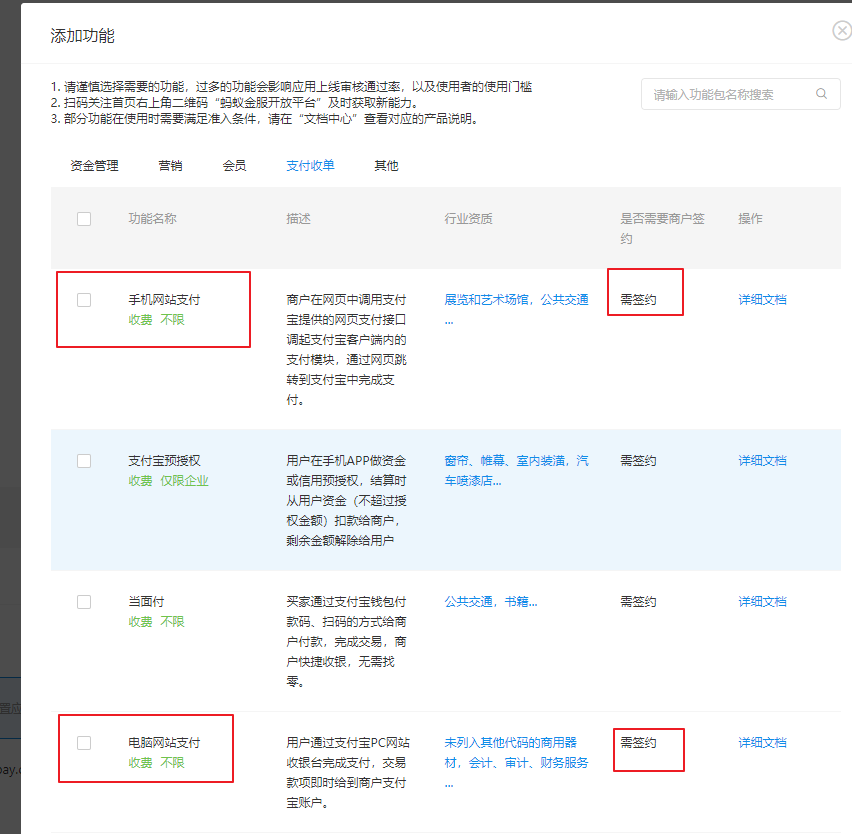 添加功能
1. 请谨慎选择需要的功能，过多的功能会影响应用上线审核通过率，以及使用者的使用门槛
2. 扫码关注首页右上角二维码“蚂蚁金服开放平台”及时获取新能力。
3. 部分功能在使用时需要满足准入条件，请在“文档中心”查看对应的产品说明。
请输入功能包名称搜索
资金管理 营销 会员 支付收单 其他
功能名称 描述 行业资质 是否需要商户签
约 操作
手机网站支付
收费 不限
商户在网页中调用支付
宝提供的网页支付接口
调起支付宝客户端内的
支付模块，通过网页跳
转到支付宝中完成支
付。
展览和艺术场馆，公共交通
...
需签约
详细文档
支付宝预授权
收费 仅限企业
用户在手机APP做资金
或信用预授权，结算时
从用户资金（不超过授
权金额）扣款给商户，
剩余金额解除给用户
窗帘、帷幕、室内装潢，汽
车喷漆店...
需签约
详细文档
当面付
收费 不限
买家通过支付宝钱包付
款码、扫码的方式给商
户付款，完成交易，商
户快捷收银，无需找
零。
公共交通，书籍...
需签约
详细文档
电脑网站支付
收费 不限
用户通过支付宝PC网站
收银台完成支付，交易
款项即时给到商户支付
宝账户。
未列入其他代码的商用器
材，会计、审计、财务服务
...
需签约
详细文档